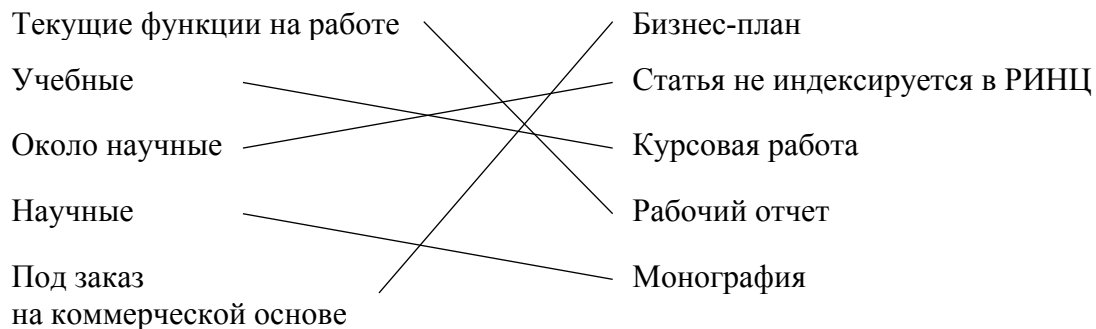 Текущие функции на работе
Бизнес-план
Учебные
Статья не индексируется в РИНЦ
Около научные
Курсовая работа
Научные
Рабочий отчет
Под заказ
на коммерческой основе
Монография